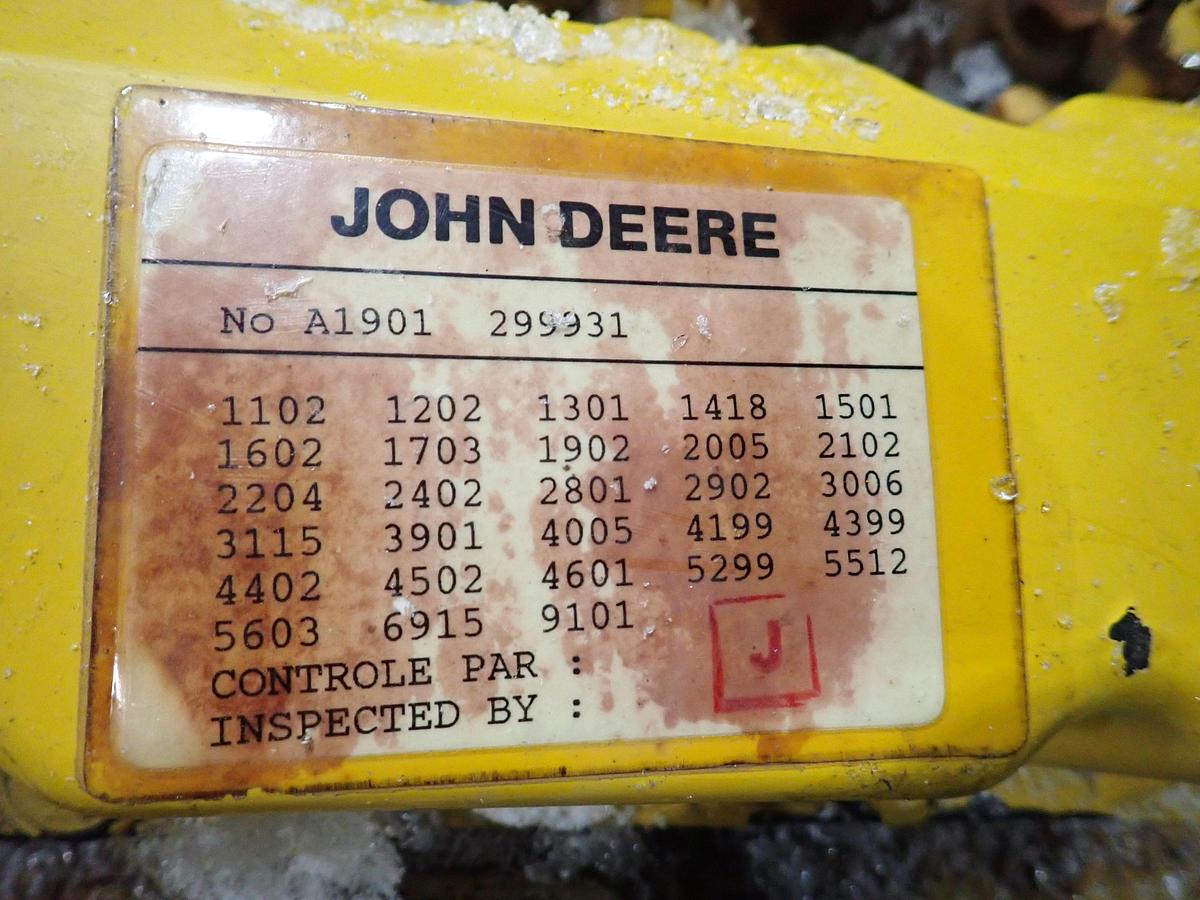 JOHN DEERE
No A1901 299931
1102 1202 1301 1418 1501
1602 1703 1902 2005 2102
2204 2402 2801 2902 3006
3115 3901 4005 4199 4399
4402 4502 4601 5299 5512
5603 6915 9101
CONTROLE PAR :
INSPECTED BY :
J